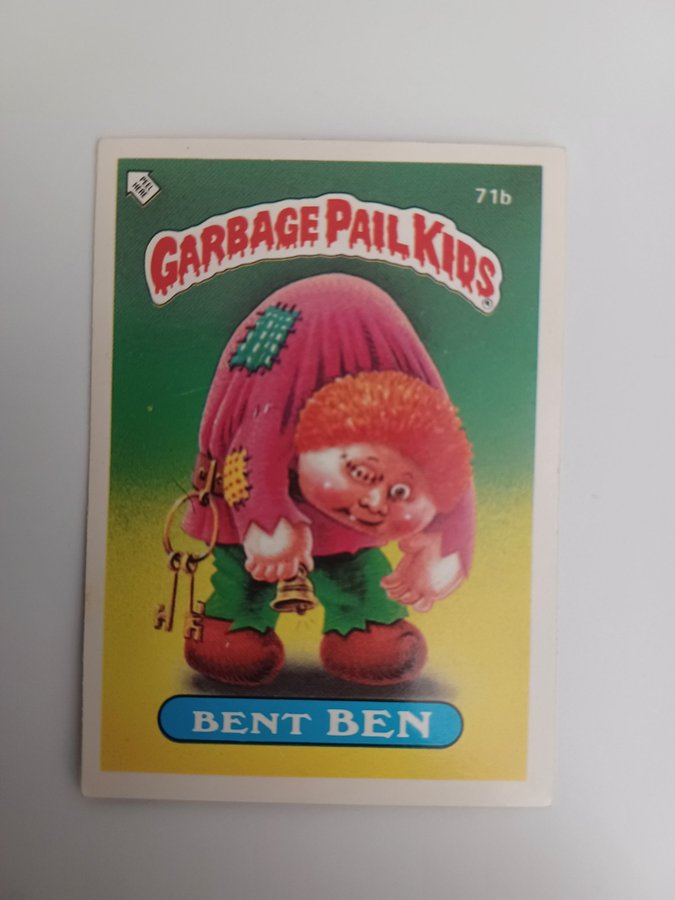 PEEL HERE
71b
GARBAGE PAIL KIDS
BENT BEN